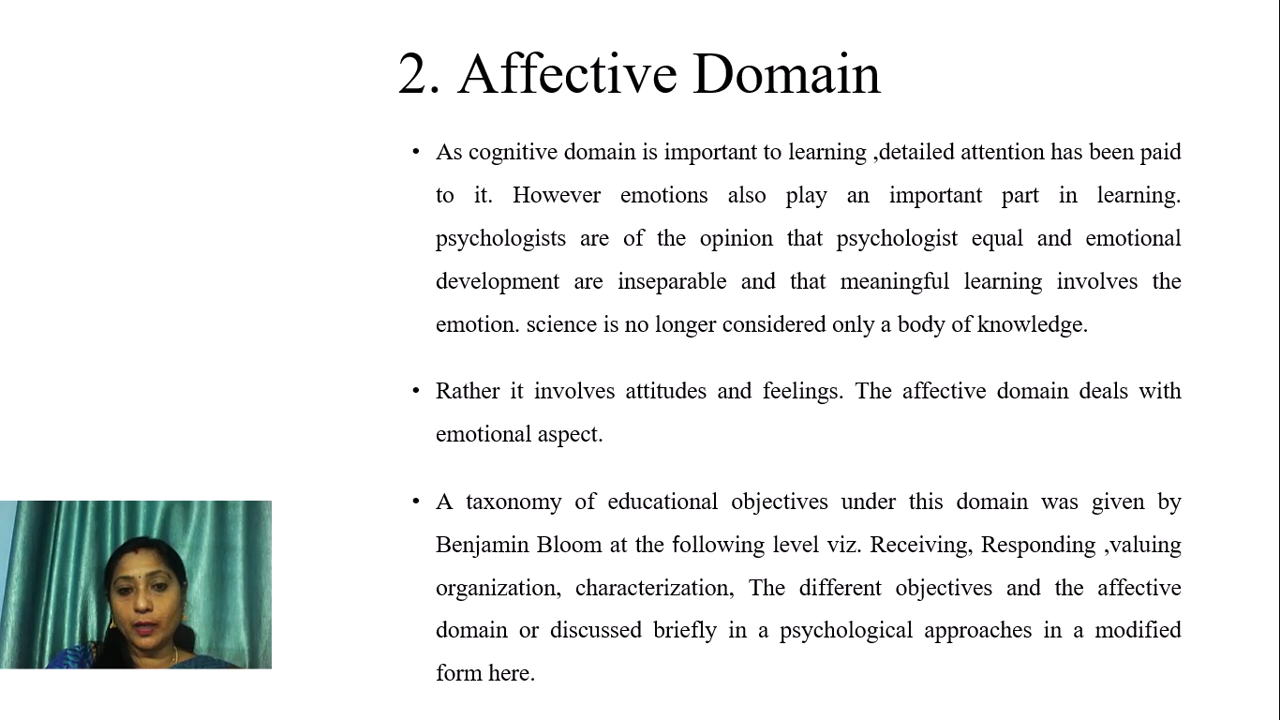 2. Affective Domain
• As cognitive domain is important to learning ,detailed attention has been paid
to it. However emotions also play an important part in learning.
psychologists are of the opinion that psychologist equal and emotional
development are inseparable and that meaningful learning involves the
emotion. science is no longer considered only a body of knowledge.
• Rather it involves attitudes and feelings. The affective domain deals with
emotional aspect.
• A taxonomy of educational objectives under this domain was given by
Benjamin Bloom at the following level viz. Receiving, Responding ,valuing
organization, characterization, The different objectives and the affective
domain or discussed briefly in a psychological approaches in a modified
form here.